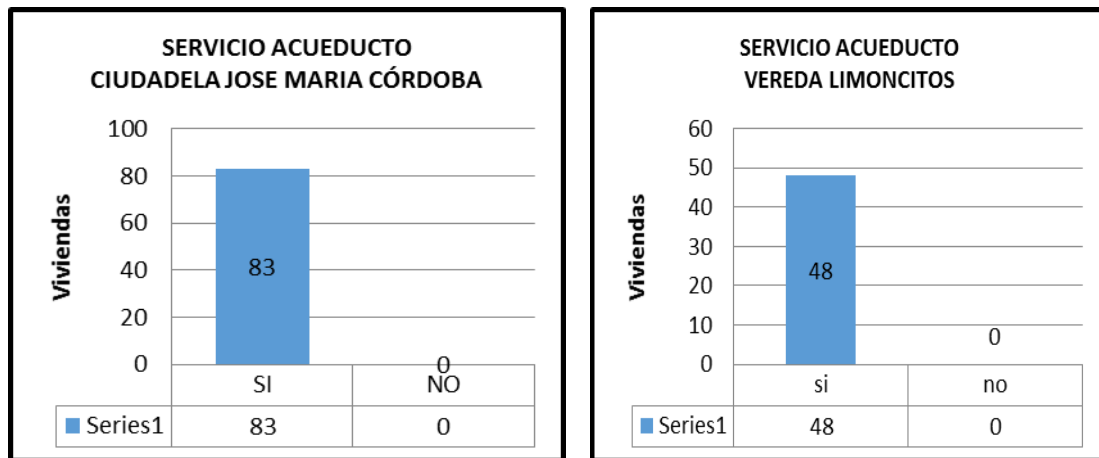 SERVICIO ACUEDUCTO
CIUDADELA JOSE MARIA CÓRDOBA
Viviendas
100
80
60
40
20
0
83
0
SI NO
Series1 83 0
SERVICIO ACUEDUCTO
VEREDA LIMONCITOS
Viviendas
60
50
40
30
20
10
0
48
0
si no
Series1 48 0